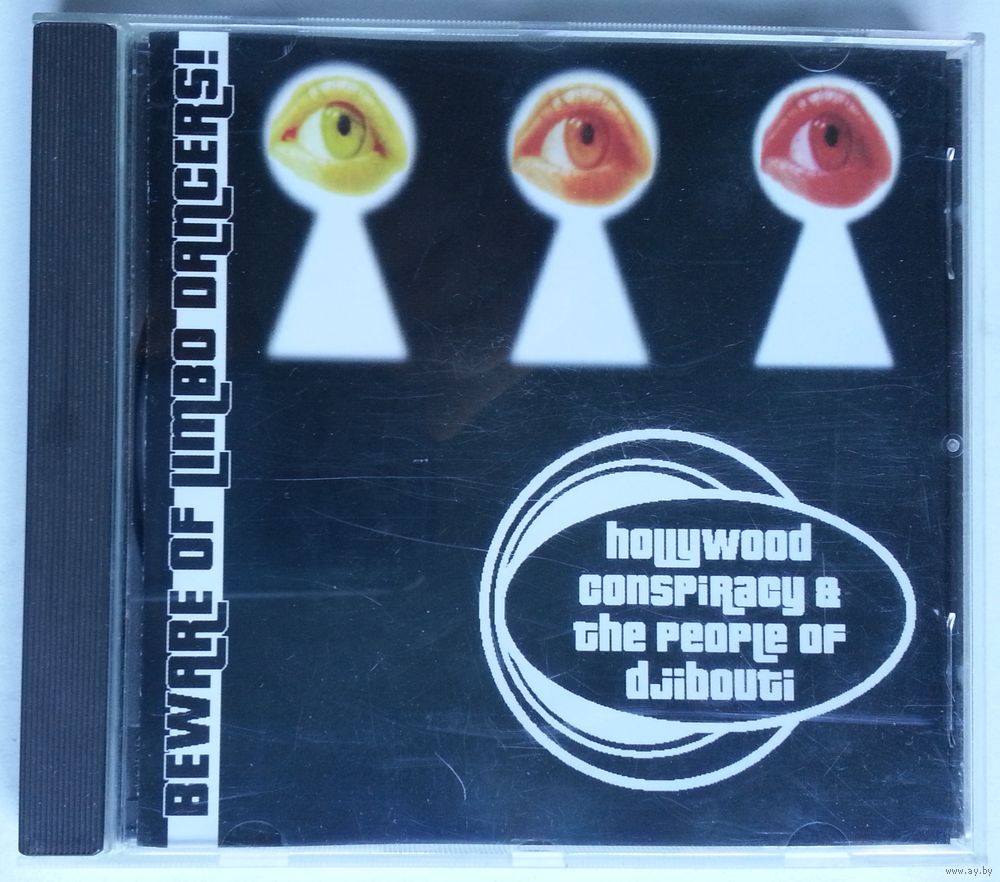 BEWARE OF LIMBO DANCERS!
hollywood
conspiracy &
the people of
djibouti
www.ay.by